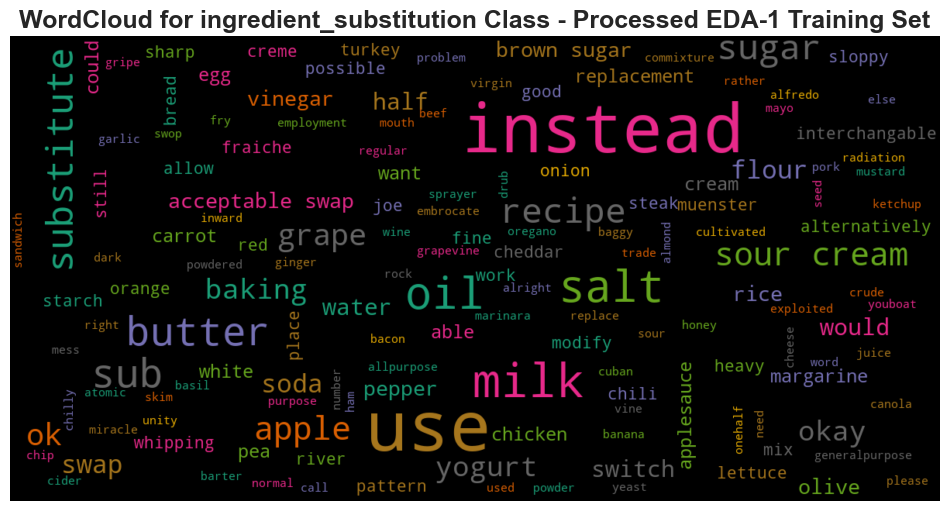 WordCloud for ingredient_substitution Class - Processed EDA-1 Training Set
substitute
could
gripe
sharp
creme
turkey
problem
brown sugar
commixture
sugar
sloppy
egg
possible
bread
virgin
replacement
rather
vinegar
half
beef
good
alfredo
else
mayo
garlic
swop
fry
employment
mouth
instead
interchangable
still
fraiche
regular
allow
want
onion
flour
pork
radiation
mustard
drub
sprayer
cream
acceptable swap
joe
embrocate
recipe
steak
muenster
seed
ketchup
sandwich
inward
carrot
red
grape
wine
fine
oregano
baggy
almond
cultivated
alternatively
dark
powdered
ginger
grapevine
cheddar
trade
sour cream
rock
work
starch
orange
baking
water
oil
alright
salt
rice
crude
exploited
youboat
marinara
replace
right
butter
place
able
bacon
modify
sour
honey
would
mess
cheese
word
juice
sub
white
soda
number
allpurpose
pepper
milk
cuban
chili
applesauce
heavy
margarine
atomic
basil
skim
purpose
ham
vine
canola
chilly
unity
miracle
apple
use
chicken
banana
onehalf
need
okay
ok
chip
whipping
pea
river
yogurt
switch
mix
generalpurpose
swap
cider
barter
normal
call
pattern
used
powder
yeast
lettuce
olive
please